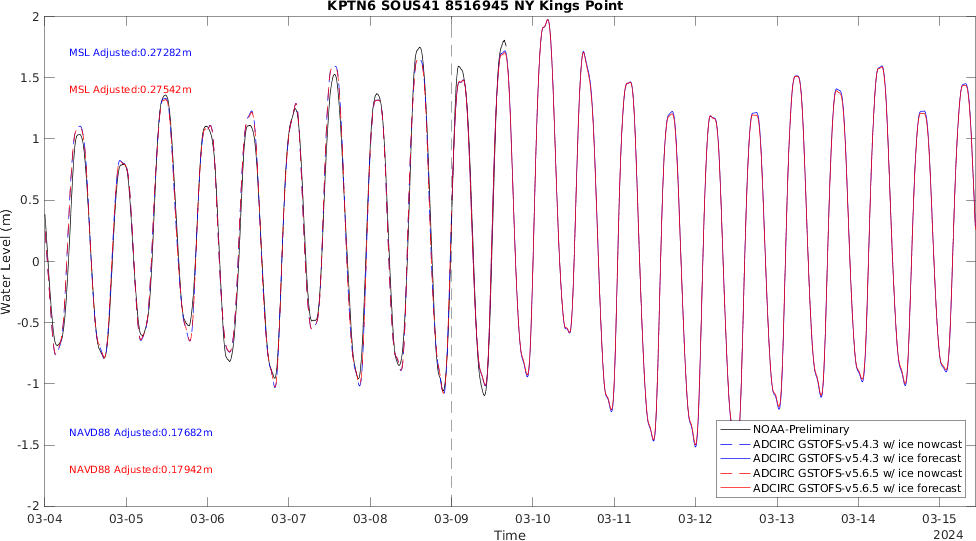 KPTN6 SOUS41 8516945 NY Kings Point
2
1.5
1
0.5
0
-0.5
-1
-1.5
-2
Water Level (m)
MSL Adjusted:0.27282m
MSL Adjusted:0.27542m
NAVD88 Adjusted:0.17682m
NAVD88 Adjusted:0.17942m
NOAA-Preliminary
ADCIRC GSTOFS-v5.4.3 w/ ice nowcast
ADCIRC GSTOFS-v5.4.3 w/ ice forecast
ADCIRC GSTOFS-v5.6.5 w/ ice nowcast
ADCIRC GSTOFS-v5.6.5 w/ ice forecast
03-04 03-05 03-06 03-07 03-08 03-09 03-10 03-11 03-12 03-13 03-14 03-15
Time
2024